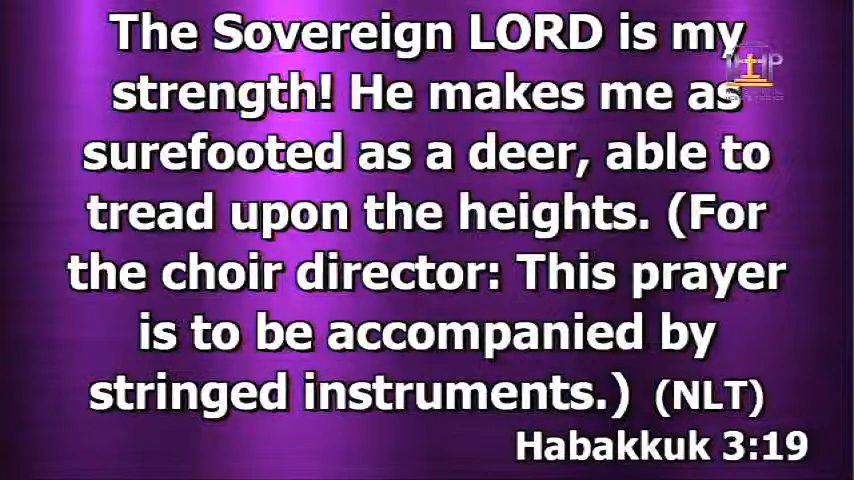 The Sovereign LORD is my
strength! He makes me as
surefooted as a deer, able to
tread upon the heights. (For
the choir director: This prayer
is to be accompanied by
stringed instruments.) (NLT)
Habakkuk 3:19